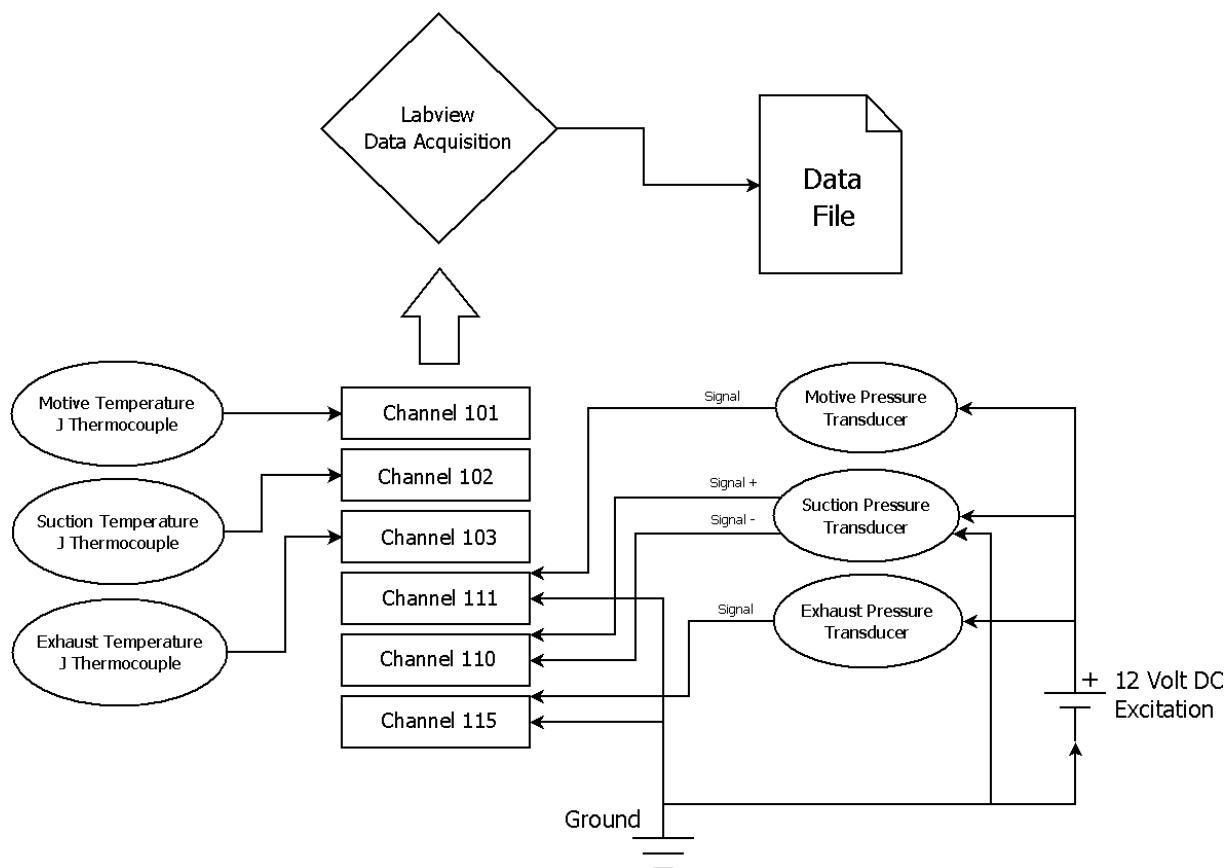 Labview
Data Acquisition
Data
File
Motive Temperature
J Thermocouple
Suction Temperature
J Thermocouple
Exhaust Temperature
J Thermocouple
Channel 101
Channel 102
Channel 103
Channel 111
Channel 110
Channel 115
Signal
Signal +
Signal -
Signal
Motive Pressure
Transducer
Suction Pressure
Transducer
Exhaust Pressure
Transducer
+ 12 Volt DC
Excitation
Ground